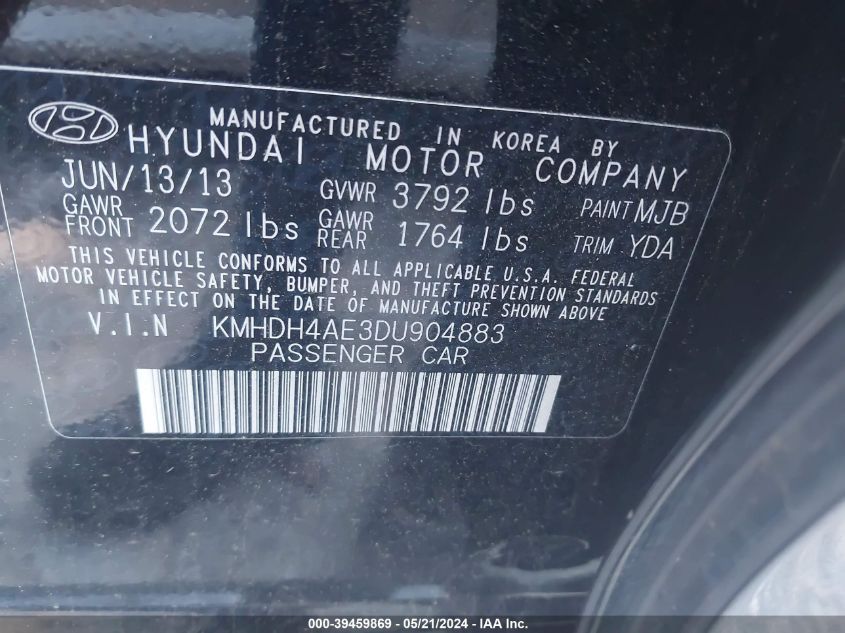 MANUFACTURED IN KOREA BY
HYUNDAI MOTOR COMPANY
JUN/13/13 GVWR 3792 lbs PAINT MJB
GAWR FRONT 2072 lbs GAWR REAR 1764 lbs TRIM YDA
THIS VEHICLE CONFORMS TO ALL APPLICABLE U.S.A. FEDERAL
MOTOR VEHICLE SAFETY, BUMPER, AND THEFT PREVENTION STANDARDS
IN EFFECT ON THE DATE OF MANUFACTURE SHOWN ABOVE
V.I.N KMHDH4AE3DU904883
PASSENGER CAR
000-39459869 - 05/21/2024 - IAA Inc.